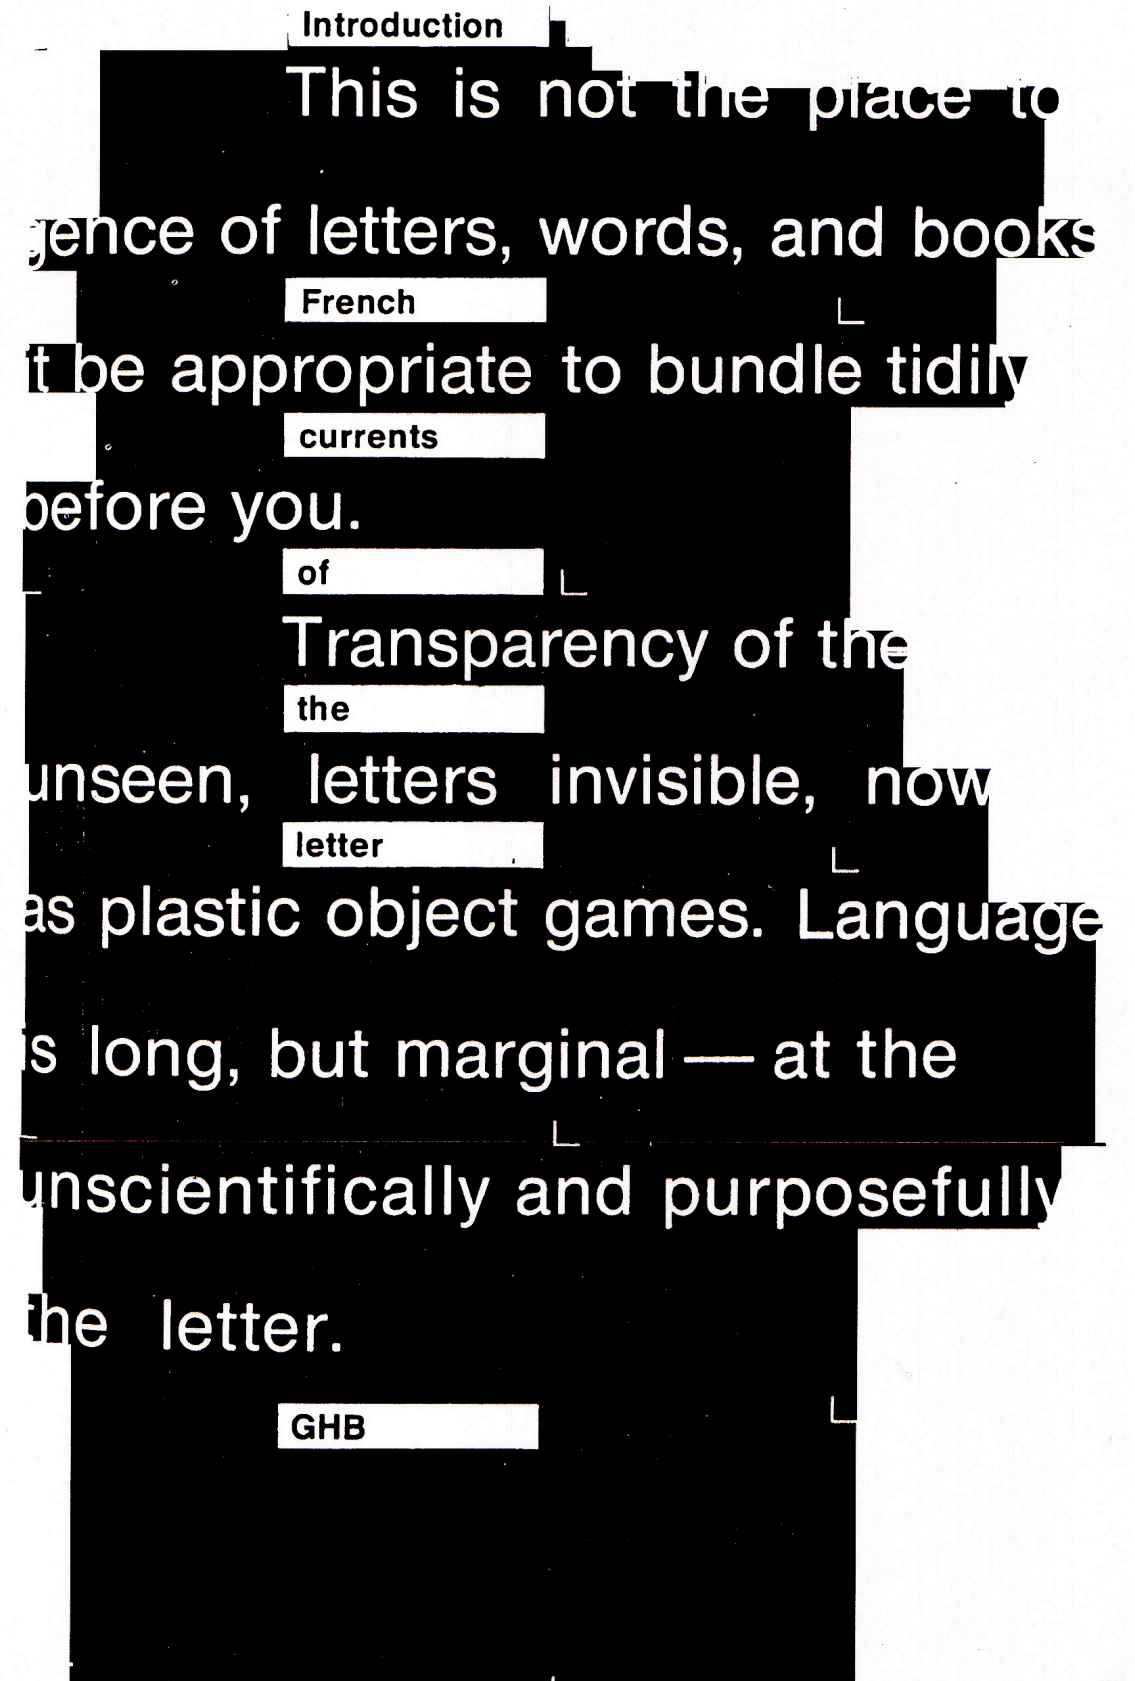 Introduction
This is not the place to
gence of letters, words, and books
French
it be appropriate to bundle tidily
currents
before you.
of
Transparency of the
the
unseen, letters invisible, now
letter
as plastic object games. Language
is long, but marginal — at the
unscientifically and purposefully
the letter.
GHB